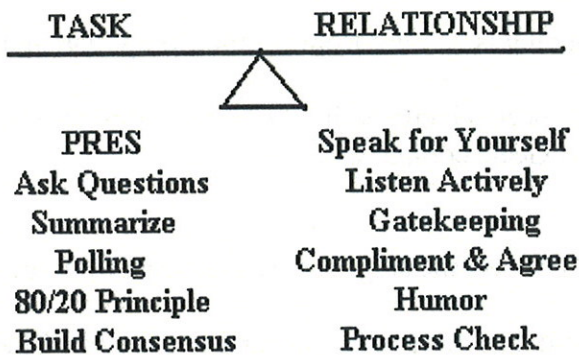 TASK RELATIONSHIP
PRES Speak for Yourself
Ask Questions Listen Actively
Summarize Gatekeeping
Polling Compliment & Agree
80/20 Principle Humor
Build Consensus Process Check